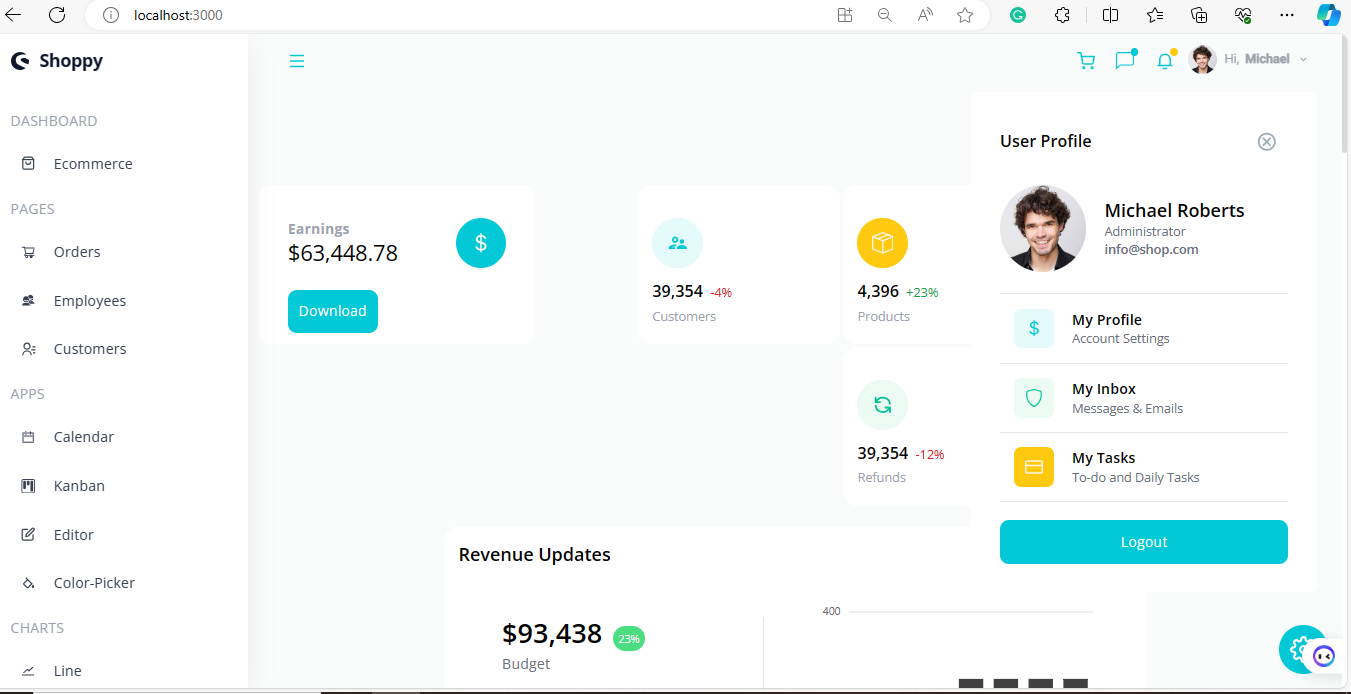 localhost:3000
Shoppy
Hi, Michael
DASHBOARD
Ecommerce
PAGES
Orders
Employees
Customers
APPS
Calendar
Kanban
Editor
Color-Picker
CHARTS
Line
Earnings
$63,448.78
$
Download
39,354 -4%
Customers
4,396 +23%
Products
39,354 -12%
Refunds
Revenue Updates
$93,438 23%
Budget
400
User Profile
Michael Roberts
Administrator
info@shop.com
$
My Profile
Account Settings
My Inbox
Messages & Emails
My Tasks
To-do and Daily Tasks
Logout